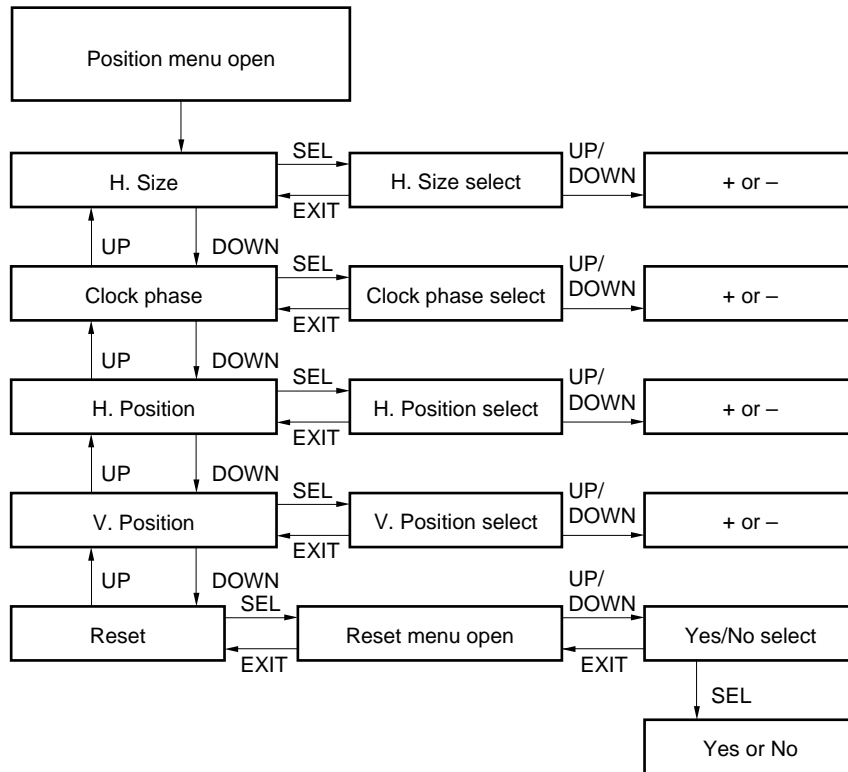 Position menu open
SEL
UP/
DOWN
H. Size
H. Size select
+ or –
EXIT
UP
DOWN
SEL
UP/
DOWN
Clock phase
Clock phase select
+ or –
EXIT
UP
DOWN
SEL
UP/
DOWN
H. Position
H. Position select
+ or –
EXIT
UP
DOWN
SEL
UP/
DOWN
V. Position
V. Position select
+ or –
EXIT
UP
DOWN
SEL
UP/
DOWN
Reset
Reset menu open
Yes/No select
EXIT
EXIT
SEL
Yes or No